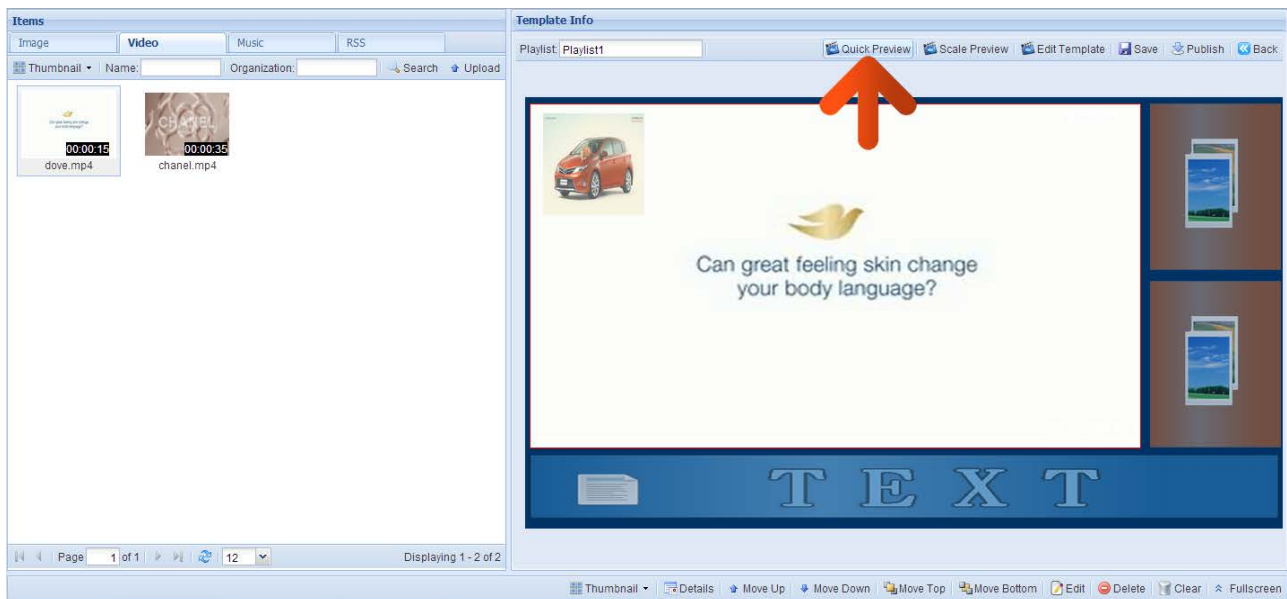 Items
Image Video Music RSS
Thumbnail Name: Organization: Search Upload
00:00:15
dove.mp4
CHANEL
00:00:35
chanel.mp4
Page 1 of 1 12 Displaying 1 - 2 of 2
Template Info
Playlist: Playlist1 Quick Preview Scale Preview Edit Template Save Publish Back
Can great feeling skin change
your body language?
TEXT
Thumbnail Details Move Up Move Down Move Top Move Bottom Edit Delete Clear Fullscreen